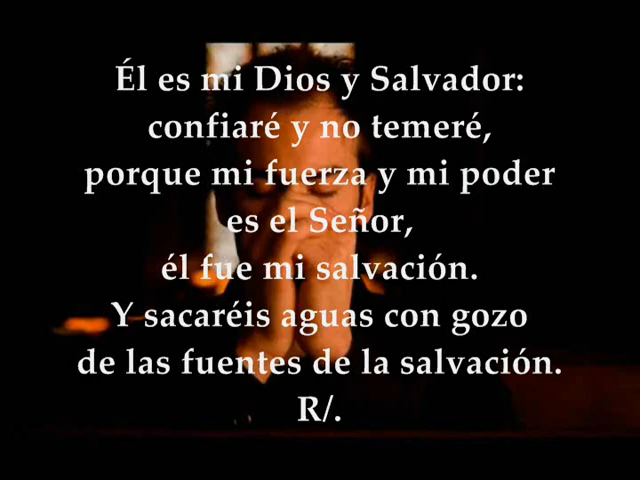 Él es mi Dios y Salvador:
confiaré y no temeré,
porque mi fuerza y mi poder
es el Señor,
él fue mi salvación.
Y sacaréis aguas con gozo
de las fuentes de la salvación.
R/.